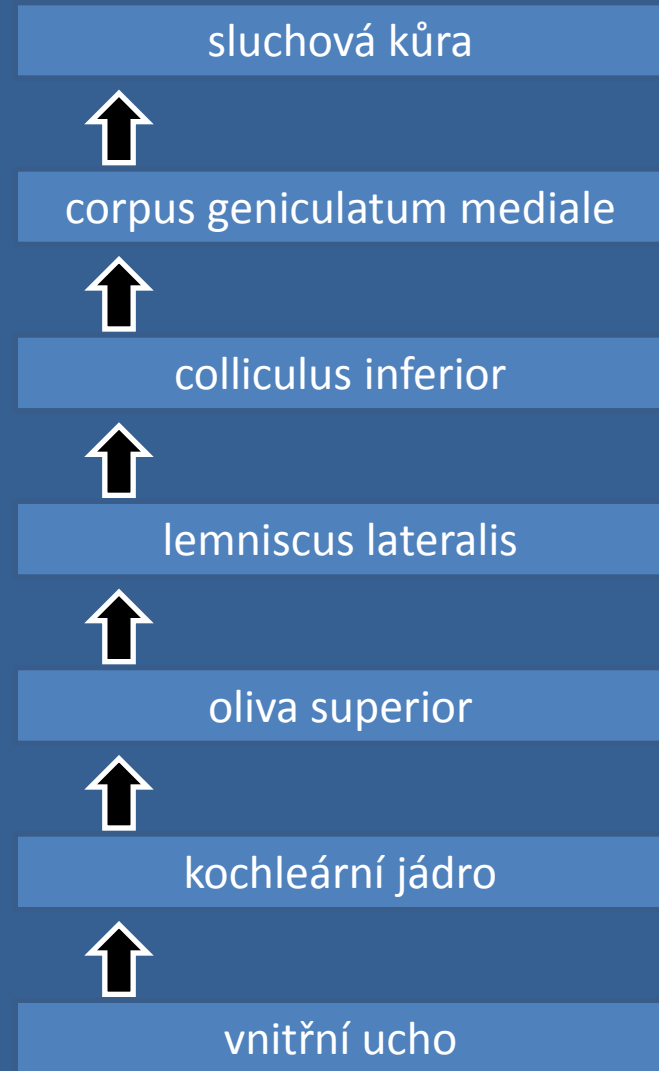 sluchová kůra
corpus geniculatum mediale
colliculus inferior
lemniscus lateralis
oliva superior
kochleární jádro
vnitřní ucho